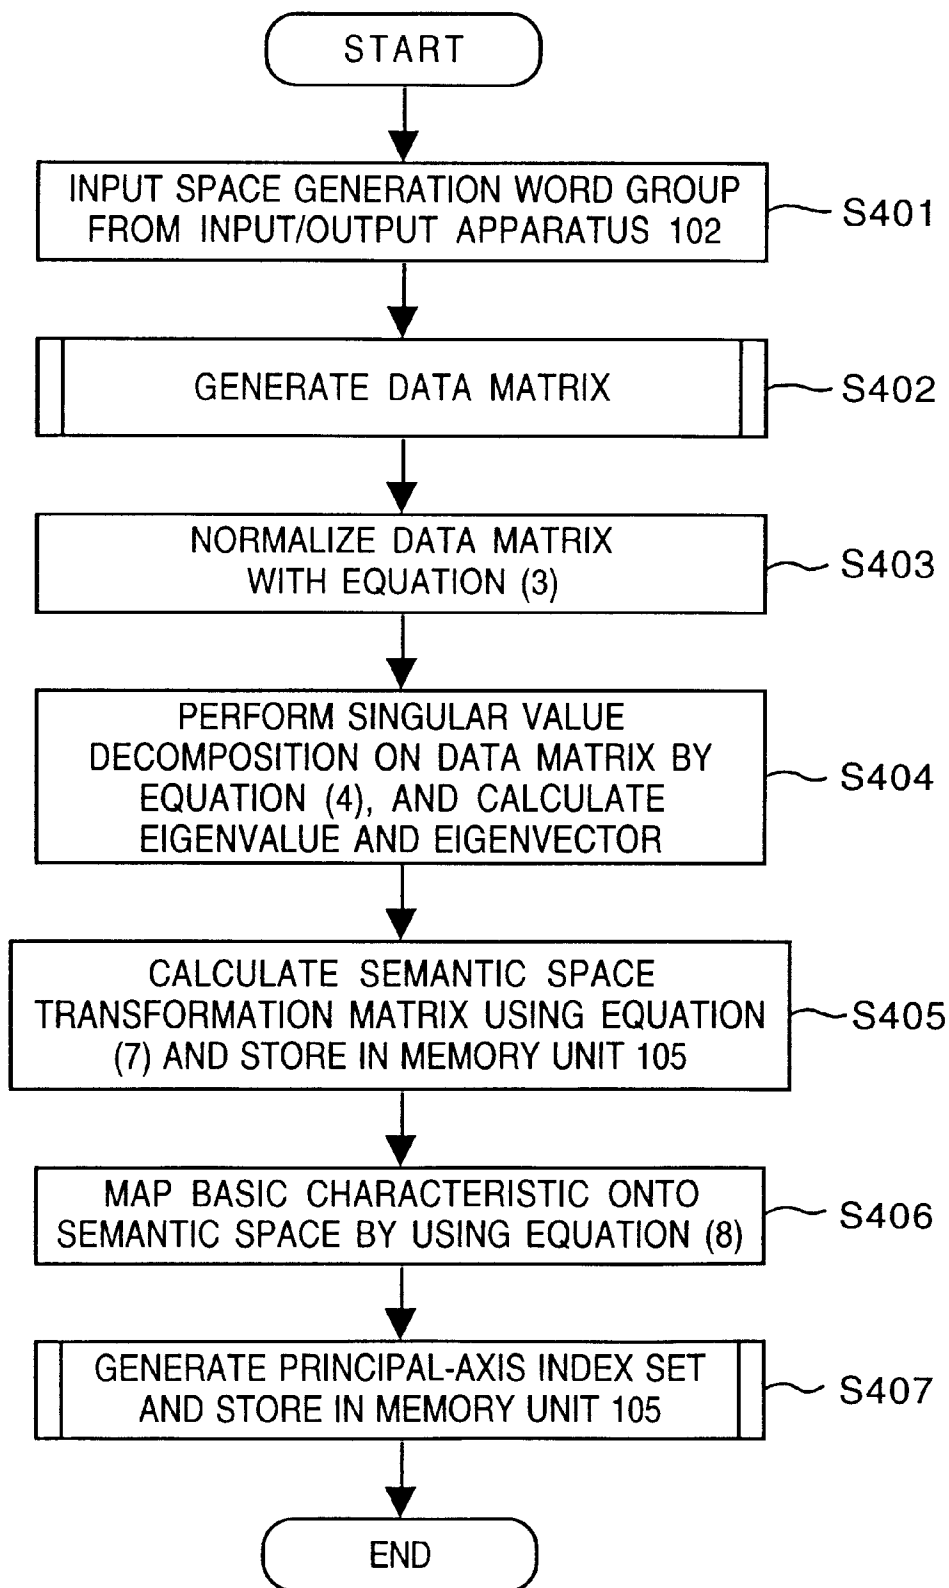 START
INPUT SPACE GENERATION WORD GROUP
FROM INPUT/OUTPUT APPARATUS 102
S401
GENERATE DATA MATRIX
S402
NORMALIZE DATA MATRIX
WITH EQUATION (3)
S403
PERFORM SINGULAR VALUE
DECOMPOSITION ON DATA MATRIX BY
EQUATION (4), AND CALCULATE
EIGENVALUE AND EIGENVECTOR
S404
CALCULATE SEMANTIC SPACE
TRANSFORMATION MATRIX USING EQUATION
(7) AND STORE IN MEMORY UNIT 105
S405
MAP BASIC CHARACTERISTIC ONTO
SEMANTIC SPACE BY USING EQUATION (8)
S406
GENERATE PRINCIPAL-AXIS INDEX SET
AND STORE IN MEMORY UNIT 105
S407
END